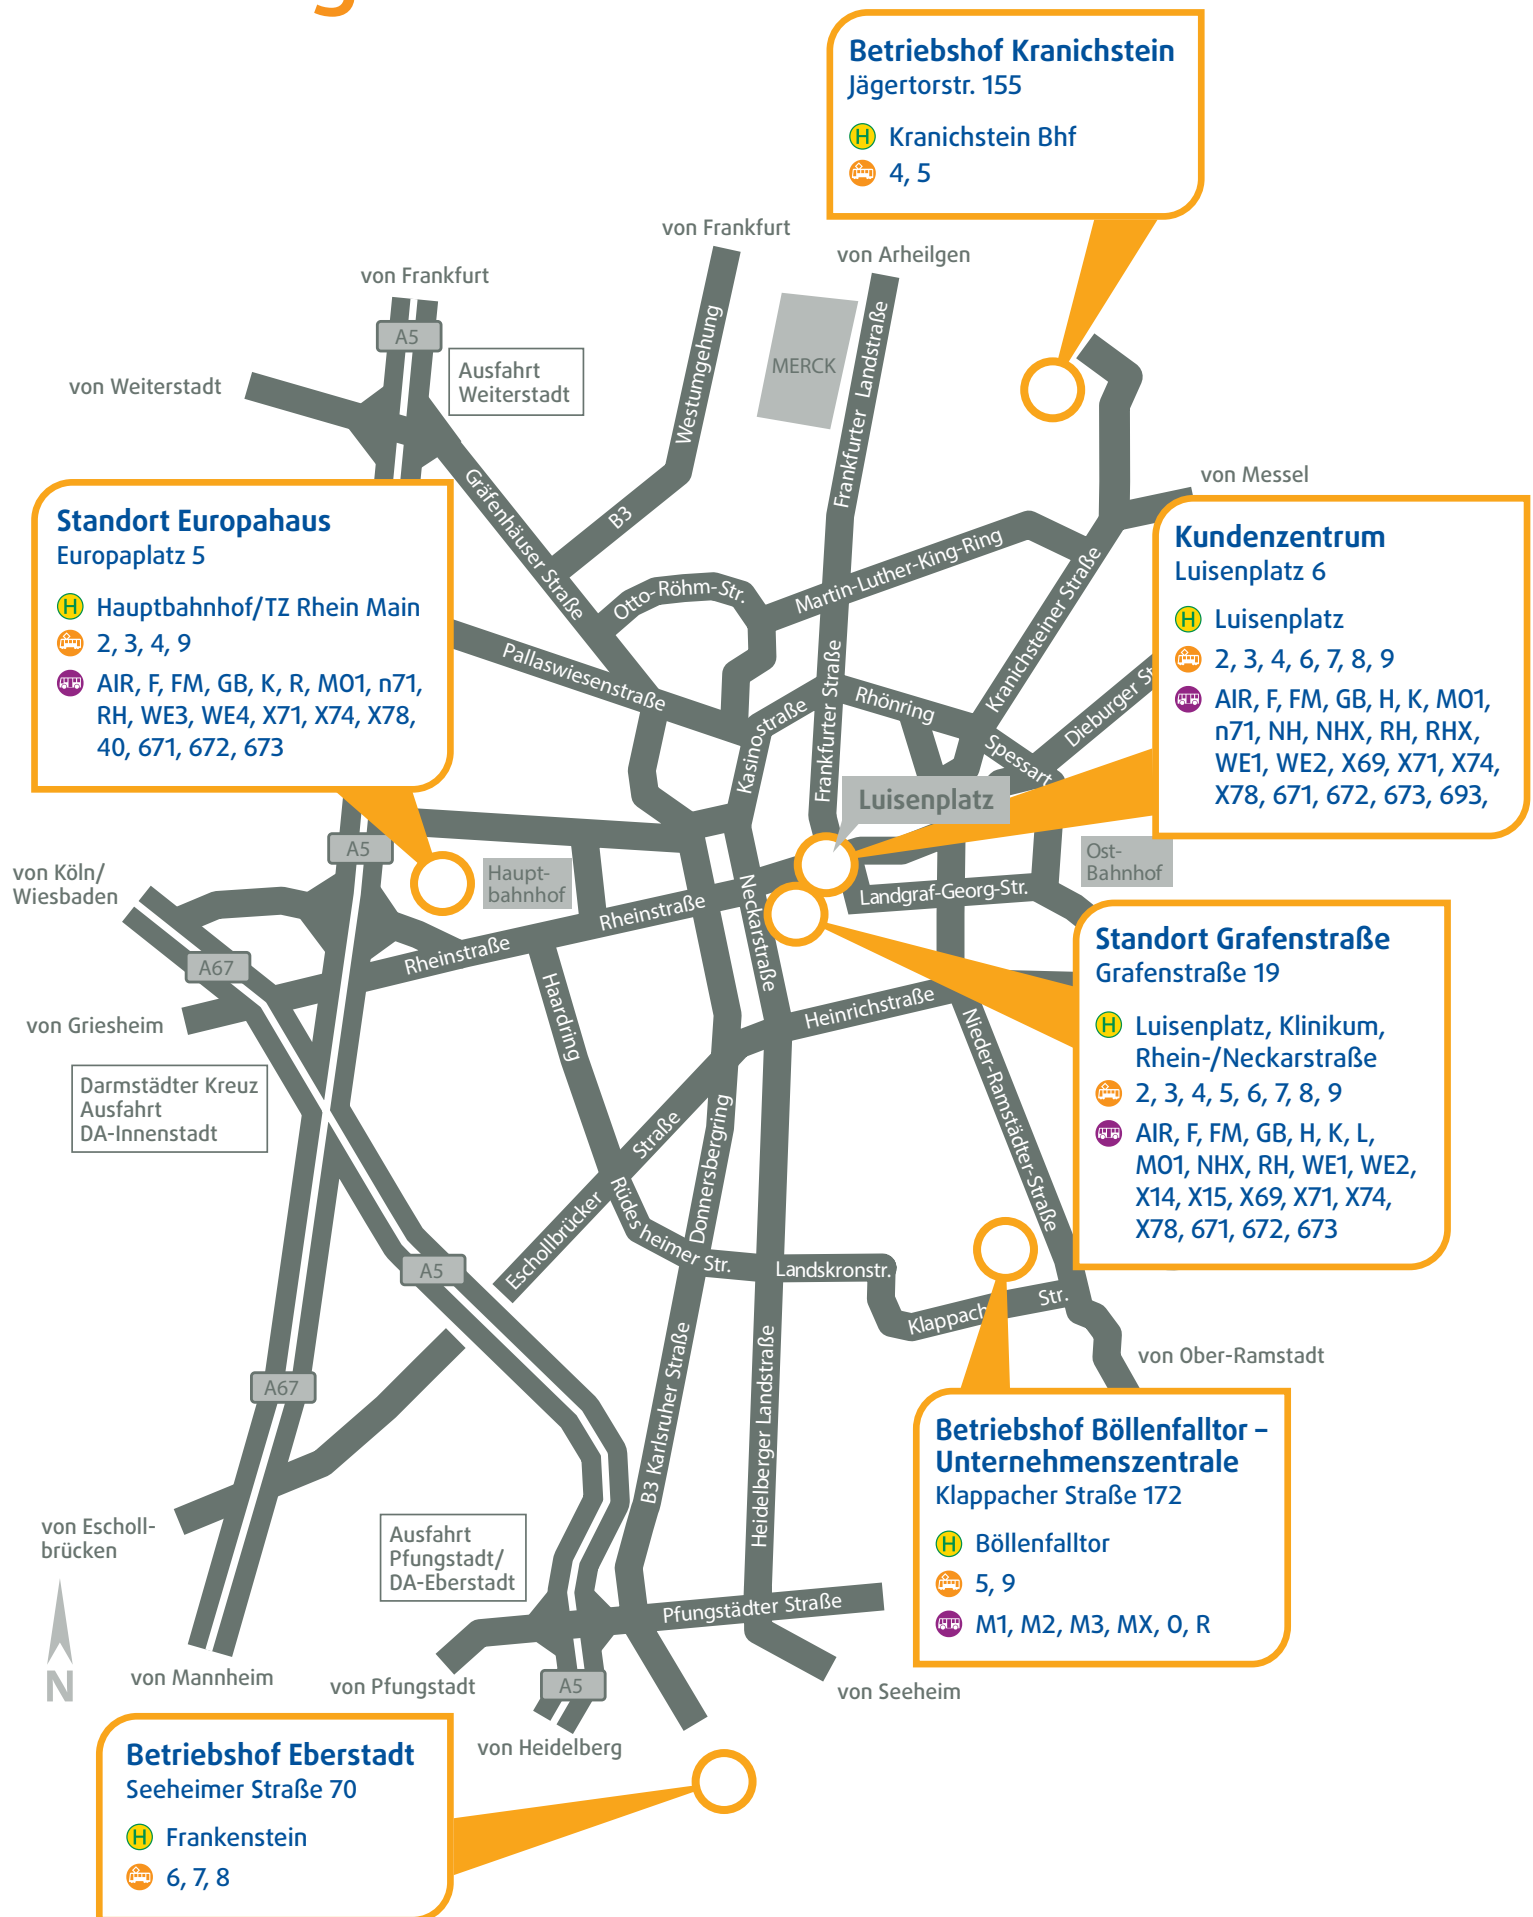 Betriebshof Kranichstein
Jägertorstr. 155
H Kranichstein Bhf
4, 5
von Frankfurt
von Arheilgen
von Frankfurt
A5
Ausfahrt
Weiterstadt
von Weiterstadt
Westumgehung
MERCK
Frankfurter Landstraße
von Messel
Gräfenhäuser Straße
B3
Standort Europahaus
Europaplatz 5
H Hauptbahnhof/TZ Rhein Main
2, 3, 4, 9
AIR, F, FM, GB, K, R, M01, n71,
RH, WE3, WE4, X71, X74, X78,
40, 671, 672, 673
Kundenzentrum
Luisenplatz 6
H Luisenplatz
2, 3, 4, 6, 7, 8, 9
AIR, F, FM, GB, H, K, M01,
n71, NH, NHX, RH, RHX,
WE1, WE2, X69, X71, X74,
X78, 671, 672, 673, 693,
Otto-Röhm-Str.
Martin-Luther-King-Ring
Kranichsteiner Straße
Pallaswiesenstraße
Kasinostraße
Frankfurter Straße
Rhönring
Spessart
Dieburger St
Luisenplatz
A5
von Köln/
Wiesbaden
Haupt-
bahnhof
Ost-
Bahnhof
Rheinstraße
Rheinstraße
Neckarstraße
Landgraf-Georg-Str.
A67
von Griesheim
Haardring
Heinrichstraße
Nieder-Ramstädter-Straße
Standort Grafenstraße
Grafenstraße 19
H Luisenplatz, Klinikum,
Rhein-/Neckarstraße
2, 3, 4, 5, 6, 7, 8, 9
AIR, F, FM, GB, H, K, L,
M01, NHX, RH, WE1, WE2,
X14, X15, X69, X71, X74,
X78, 671, 672, 673
Darmstädter Kreuz
Ausfahrt
DA-Innenstadt
Eschollbrücker Straße
Donnersbergring
Rüdesheimer Str.
Landskronstr.
A5
Klappach Str.
von Ober-Ramstadt
B3 Karlsruher Straße
Heidelberger Landstraße
A67
Betriebshof Böllenfalltor –
Unternehmenszentrale
Klappacher Straße 172
H Böllenfalltor
5, 9
M1, M2, M3, MX, O, R
von Escholl-
brücken
Ausfahrt
Pfungstadt/
DA-Eberstadt
Pfungstädter Straße
N
von Mannheim
von Pfungstadt
A5
von Seeheim
von Heidelberg
Betriebshof Eberstadt
Seeheimer Straße 70
H Frankenstein
6, 7, 8